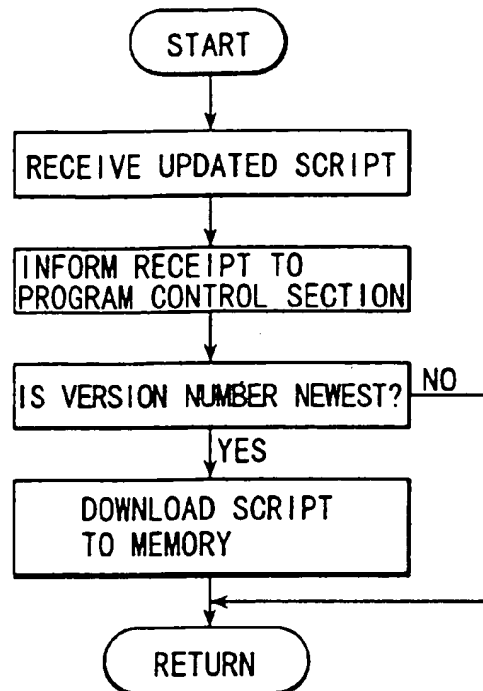 START
RECEIVE UPDATED SCRIPT
INFORM RECEIPT TO
PROGRAM CONTROL SECTION
IS VERSION NUMBER NEWEST?
NO
YES
DOWNLOAD SCRIPT
TO MEMORY
RETURN